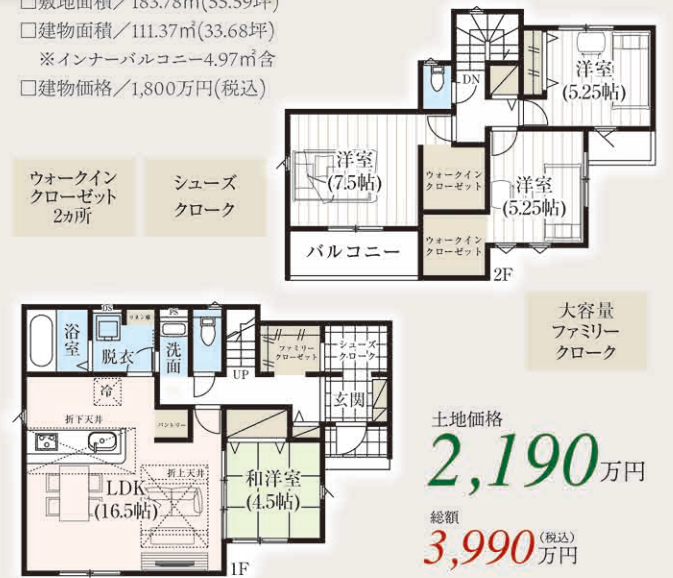 □敷地面積／183.78㎡(55.59坪)
□建物面積／111.37㎡(33.68坪)
※インナーバルコニー4.97㎡含
□建物価格／1,800万円(税込)
ウォークイン
クローゼット
2ヵ所
シューズ
クローク
DN
洋室
(5.25帖)
洋室
(7.5帖)
ウォークイン
クローゼット
洋室
(5.25帖)
バルコニー
ウォークイン
クローゼット
2F
大容量
ファミリー
クローク
浴室
脱衣
PS
洗面
UP
ファミリー
クローゼット
シューズ
クローク
玄関
冷
折下天井
パントリー
折上天井
LDK
(16.5帖)
和洋室
(4.5帖)
1F
土地価格
2,190万円
総額
3,990(税込)万円